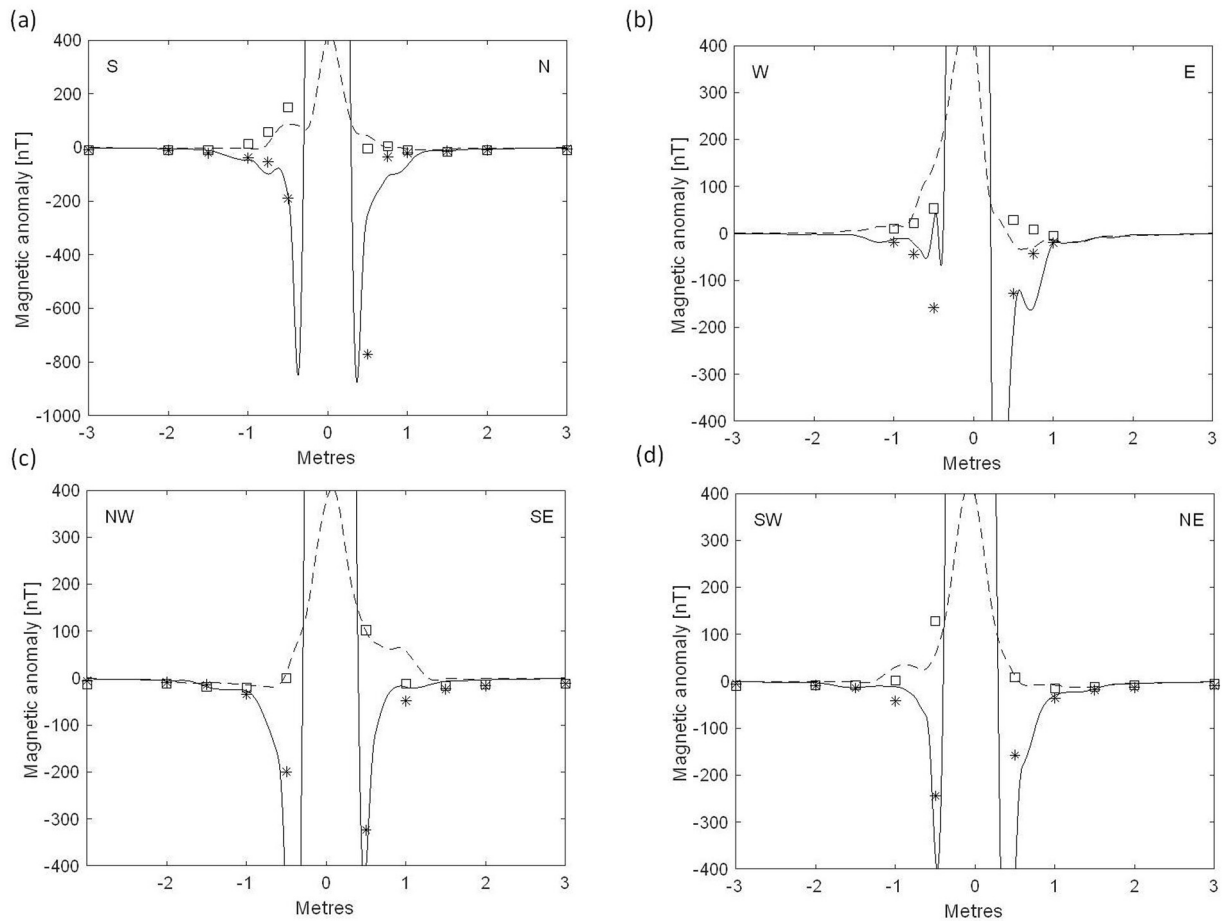 (a)
400
200
0
-200
-400
-600
-800
-1000
Magnetic anomaly [nT]
S N
-3 -2 -1 0 1 2 3
Metres
(b)
400
300
200
100
0
-100
-200
-300
-400
Magnetic anomaly [nT]
W E
-3 -2 -1 0 1 2 3
Metres
(c)
400
300
200
100
0
-100
-200
-300
-400
Magnetic anomaly [nT]
NW SE
-2 -1 0 1 2 3
Metres
(d)
400
300
200
100
0
-100
-200
-300
-400
Magnetic anomaly [nT]
SW NE
-3 -2 -1 0 1 2 3
Metres